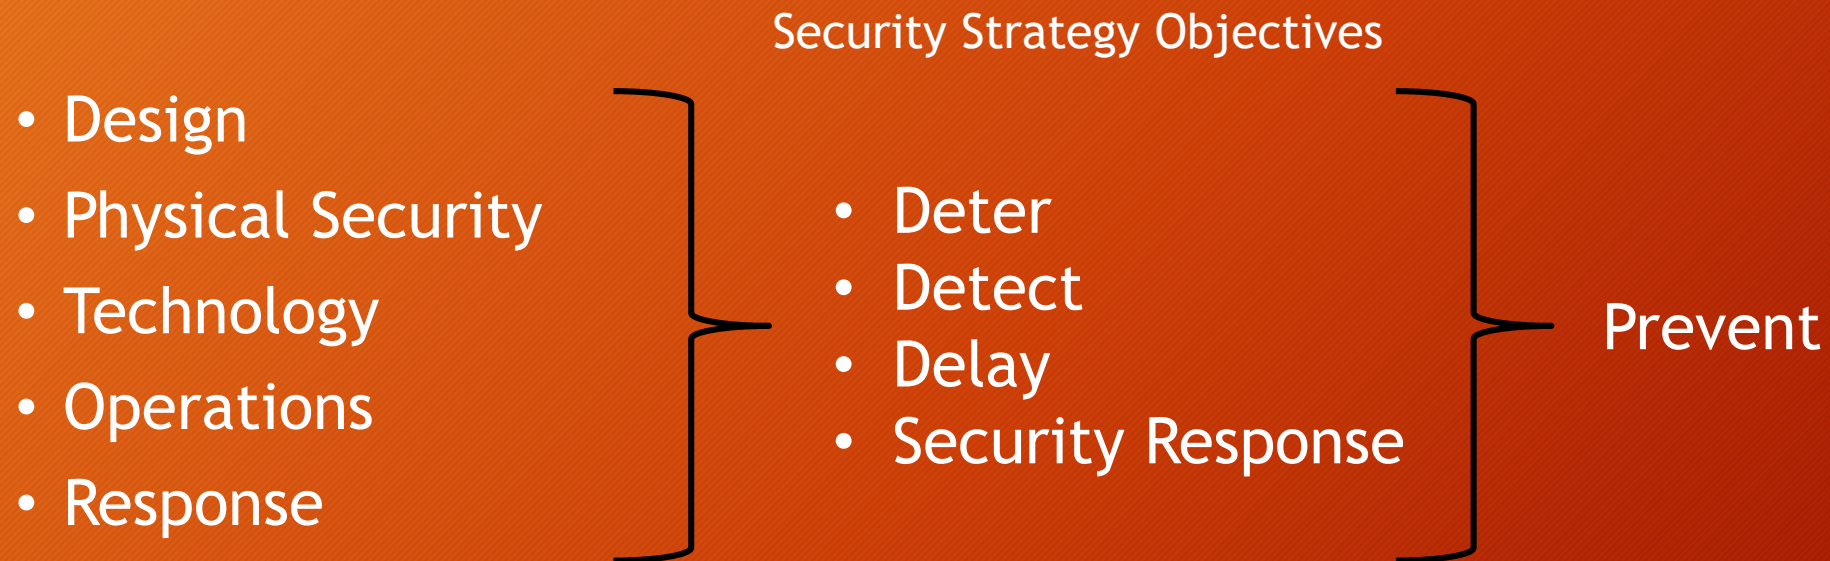 Security Strategy Objectives
• Design
• Physical Security
• Technology
• Operations
• Response
• Deter
• Detect
• Delay
• Security Response
Prevent